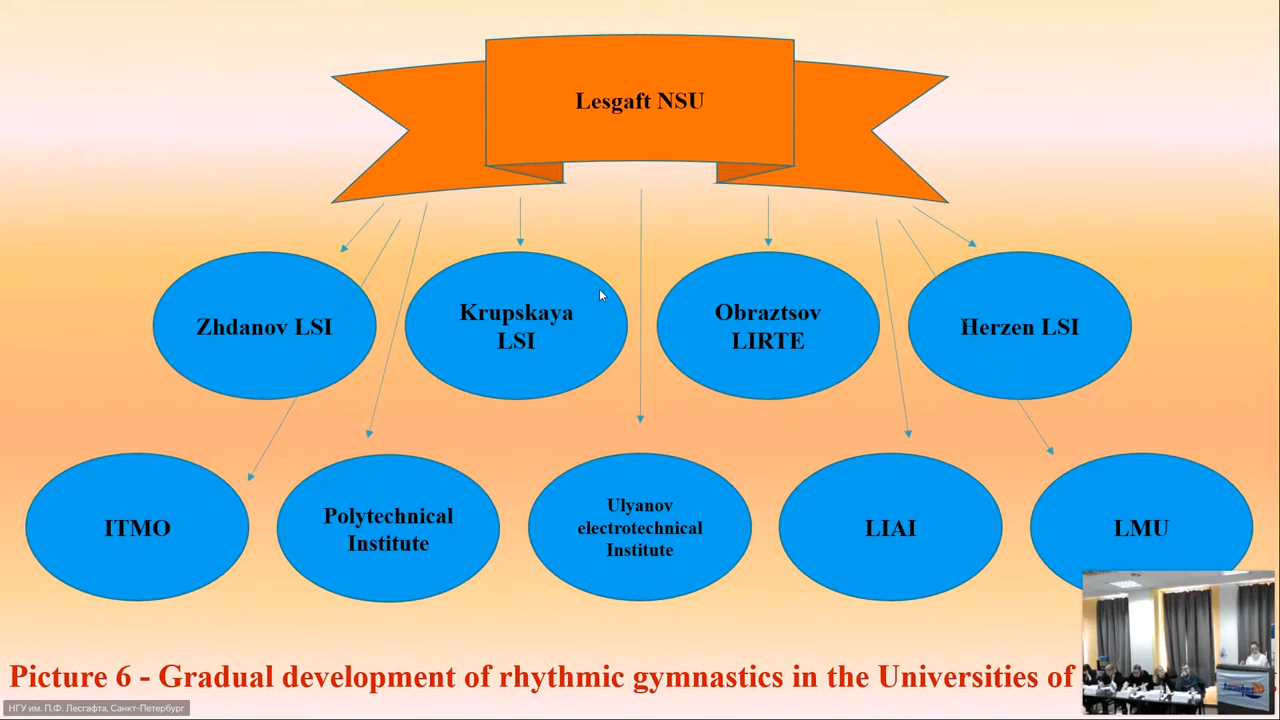 Lesgaft NSU
Zhdanov LSI
Krupskaya
LSI
Obraztsov
LIRTE
Herzen LSI
ITMO
Polytechnical
Institute
Ulyanov
electrotechnical
Institute
LIAI
LMU
Picture 6 - Gradual development of rhythmic gymnastics in the Universities of
НГУ им. П.Ф. Лесгафта, Санкт-Петербург